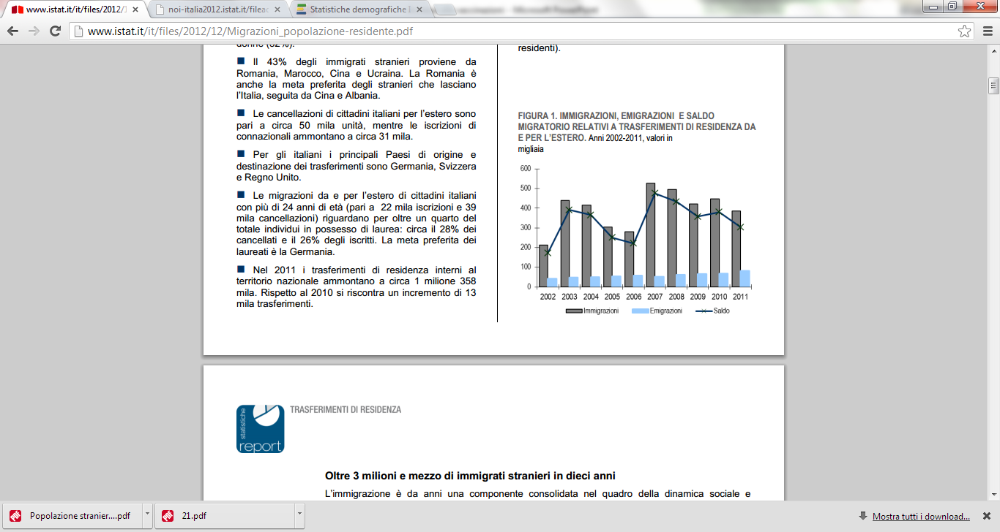 www.istat.it/it/files/2012/1
noi-italia2012.istat.it/filead
Statistiche demografiche I
Microsoft PowerPoint
www.istat.it/it/files/2012/12/Migrazioni_popolazione-residente.pdf
donne (52%).
Il 43% degli immigrati stranieri proviene da
Romania, Marocco, Cina e Ucraina. La Romania è
anche la meta preferita degli stranieri che lasciano
l'Italia, seguita da Cina e Albania.
Le cancellazioni di cittadini italiani per l'estero sono
pari a circa 50 mila unità, mentre le iscrizioni di
connazionali ammontano a circa 31 mila.
Per gli italiani i principali Paesi di origine e
destinazione dei trasferimenti sono Germania, Svizzera
e Regno Unito.
Le migrazioni da e per l'estero di cittadini italiani
con più di 24 anni di età (pari a 22 mila iscrizioni e 39
mila cancellazioni) riguardano per oltre un quarto del
totale individui in possesso di laurea: circa il 28% dei
cancellati e il 26% degli iscritti. La meta preferita dei
laureati è la Germania.
Nel 2011 i trasferimenti di residenza interni al
territorio nazionale ammontano a circa 1 milione 358
mila. Rispetto al 2010 si riscontra un incremento di 13
mila trasferimenti.
residenti).
FIGURA 1. IMMIGRAZIONI, EMIGRAZIONI E SALDO
MIGRATORIO RELATIVI A TRASFERIMENTI DI RESIDENZA DA
E PER L'ESTERO. Anni 2002-2011, valori in
migliaia
600
500
400
300
200
100
0
2002 2003 2004 2005 2006 2007 2008 2009 2010 2011
Immigrazioni Emigrazioni Saldo
statistiche
report
TRASFERIMENTI DI RESIDENZA
Oltre 3 milioni e mezzo di immigrati stranieri in dieci anni
L'immigrazione è da anni una componente consolidata nel quadro della dinamica sociale e
Popolazione stranier....pdf
21.pdf
Mostra tutti i download...